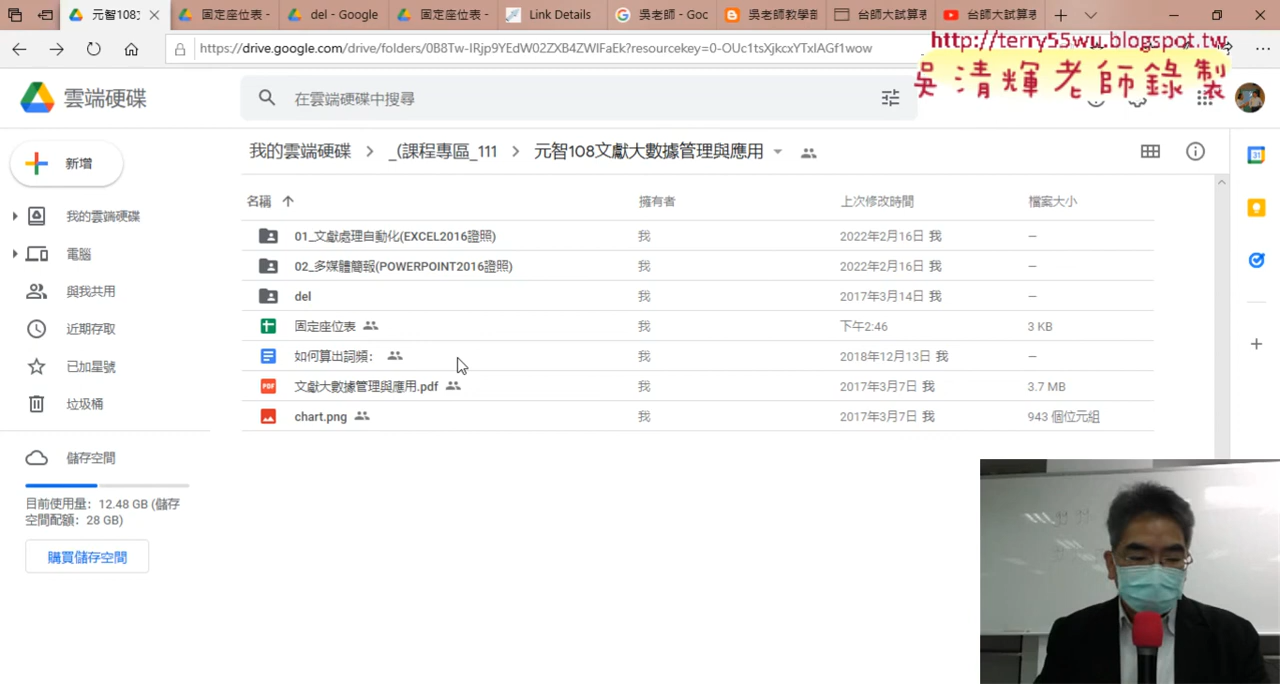 元智108文
固定座位表 -
del - Google
固定座位表 -
Link Details
吳老師 - Goo
吳老師教學部
台師大試算表
台師大試算表
https://drive.google.com/drive/folders/0B8Tw-IRjp9YEdW02ZXB4ZWlFaEk?resourcekey=0-OUc1tsXjkcxYTxIAGf1wow
http://terry55wu.blogspot.tw
吳清輝老師錄製
雲端硬碟
在雲端硬碟中搜尋
新增
我的雲端硬碟 > _(課程專區_111 > 元智108文獻大數據管理與應用
名稱 擁有者 上次修改時間 檔案大小
我的雲端硬碟
電腦
與我共用
近期存取
已加星號
垃圾桶
儲存空間
目前使用量：12.48 GB (儲存
空間配額：28 GB)
購買儲存空間
01_文獻處理自動化(EXCEL2016證照) 我 2022年2月16日 我 –
02_多媒體簡報(POWERPOINT2016證照) 我 2022年2月16日 我 –
del 我 2017年3月14日 我 –
固定座位表 我 下午2:46 3 KB
如何算出詞頻： 我 2018年12月13日 我 –
PDF 文獻大數據管理與應用.pdf 我 2017年3月7日 我 3.7 MB
chart.png 我 2017年3月7日 我 943 個位元組
31